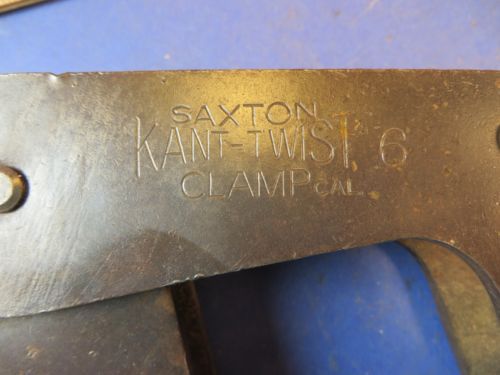 SAXTON
KANT-TWIST 6
CLAMP CAL.